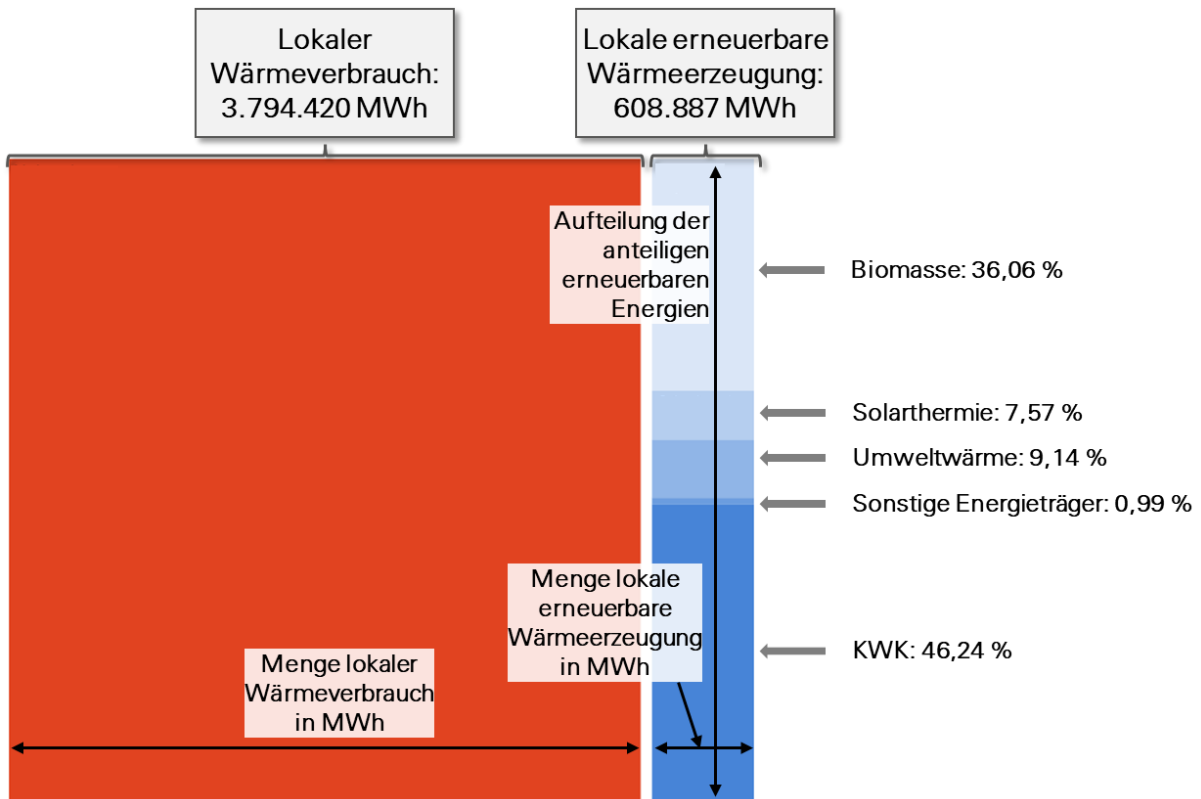 Lokaler
Wärmeverbrauch:
3.794.420 MWh
Lokale erneuerbare
Wärmeerzeugung:
608.887 MWh
Aufteilung der
anteiligen
erneuerbaren
Energien
Biomasse: 36,06 %
Solarthermie: 7,57 %
Umweltwärme: 9,14 %
Sonstige Energieträger: 0,99 %
Menge lokale
erneuerbare
Wärmeerzeugung
in MWh
KWK: 46,24 %
Menge lokaler
Wärmeverbrauch
in MWh